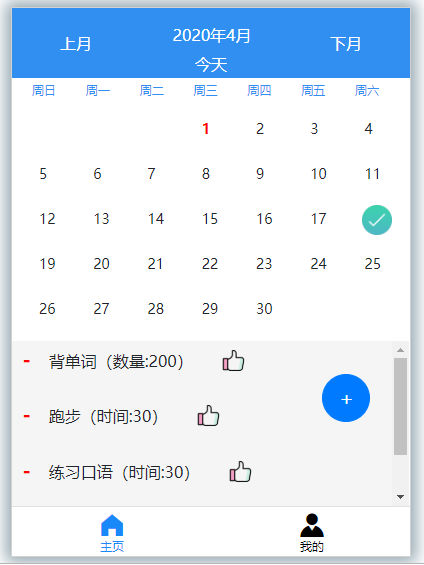 上月 2020年4月 下月
今天
周日 周一 周二 周三 周四 周五 周六
1 2 3 4
5 6 7 8 9 10 11
12 13 14 15 16 17
19 20 21 22 23 24 25
26 27 28 29 30
- 背单词（数量:200）
+
- 跑步（时间:30）
- 练习口语（时间:30）
主页 我的